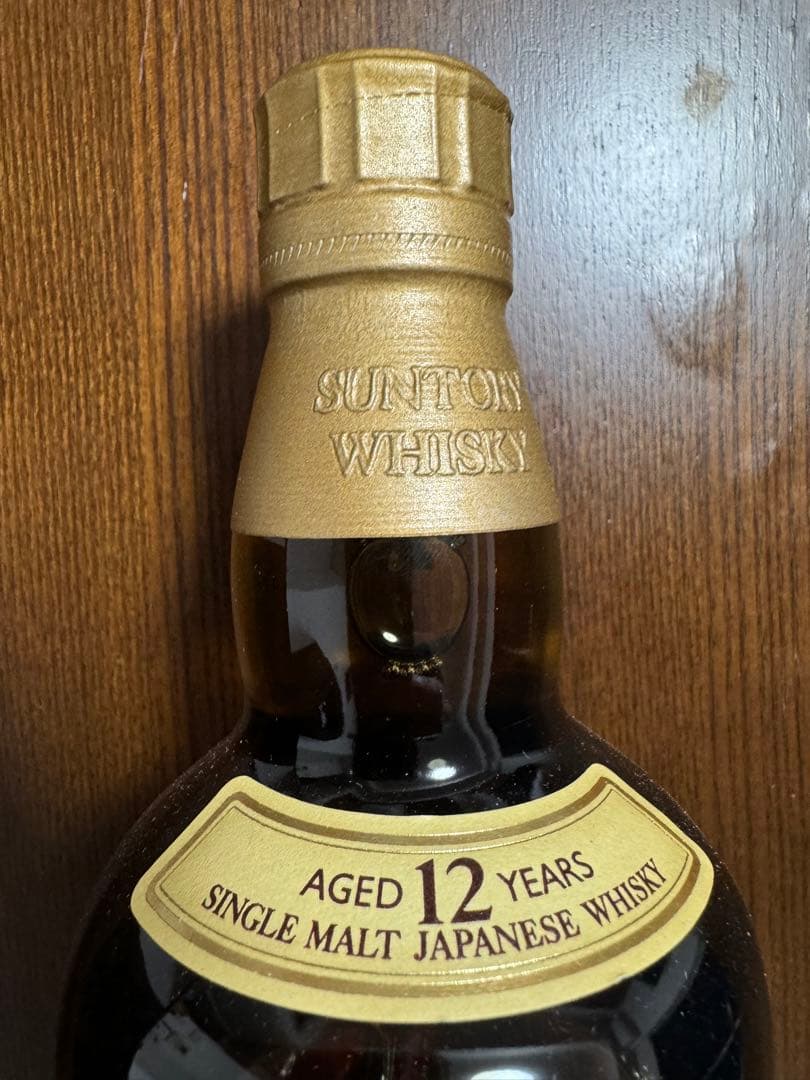 SUNTORY
WHISKY
AGED 12 YEARS
SINGLE MALT JAPANESE WHISKY